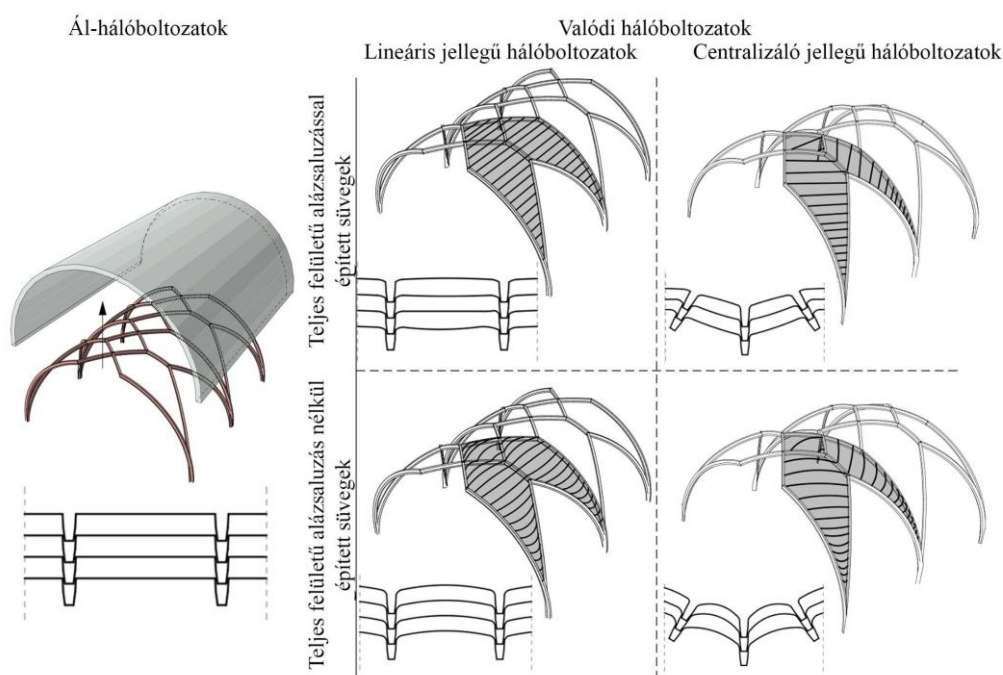 Ál-hálóboltozatok
Valódi hálóboltozatok
Lineáris jellegű hálóboltozatok
Centralizáló jellegű hálóboltozatok
Teljes felületű alázsaluzással
épített süvegek
Teljes felületű alázsaluzás nélkül
épített süvegek